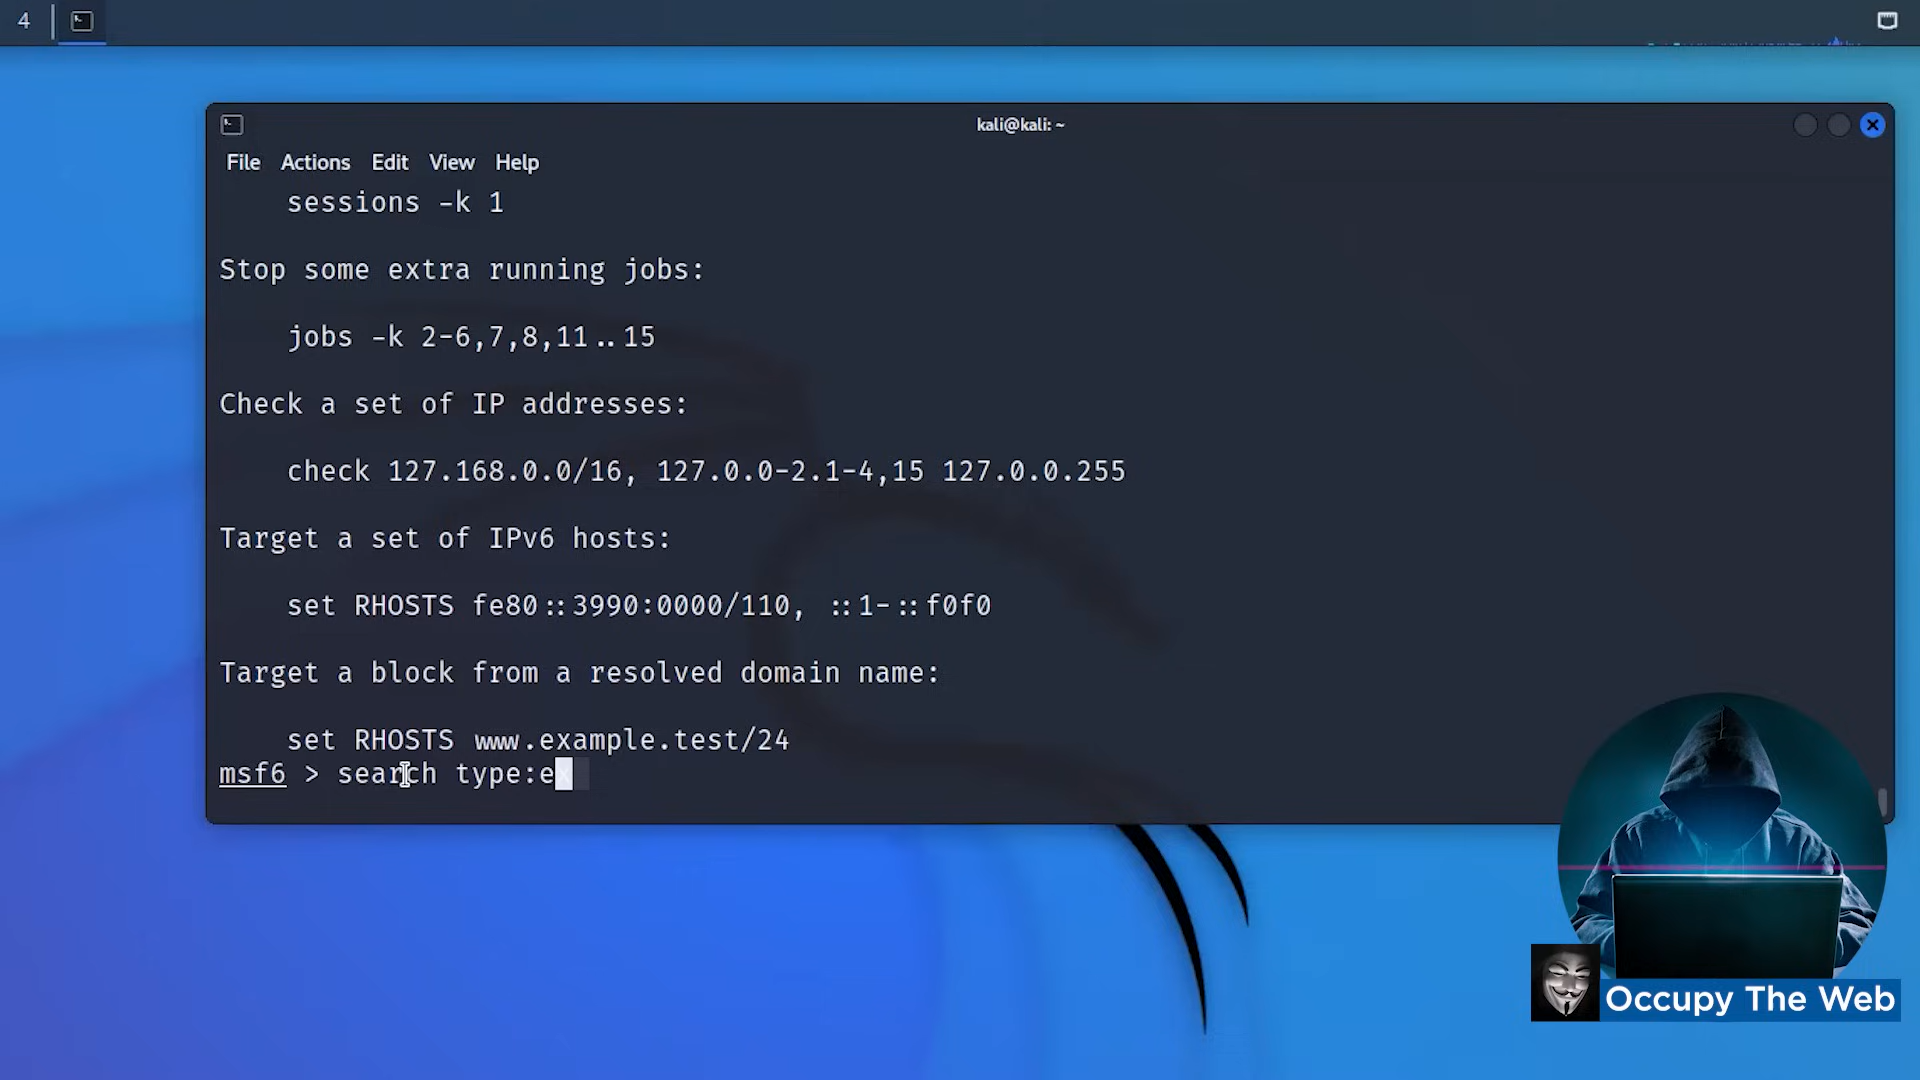 4
kali@kali: ~
File Actions Edit View Help
sessions -k 1
Stop some extra running jobs:
jobs -k 2-6,7,8,11..15
Check a set of IP addresses:
check 127.168.0.0/16, 127.0.0-2.1-4,15 127.0.0.255
Target a set of IPv6 hosts:
set RHOSTS fe80::3990:0000/110, ::1-::f0f0
Target a block from a resolved domain name:
set RHOSTS www.example.test/24
msf6 > search type:ex
Occupy The Web